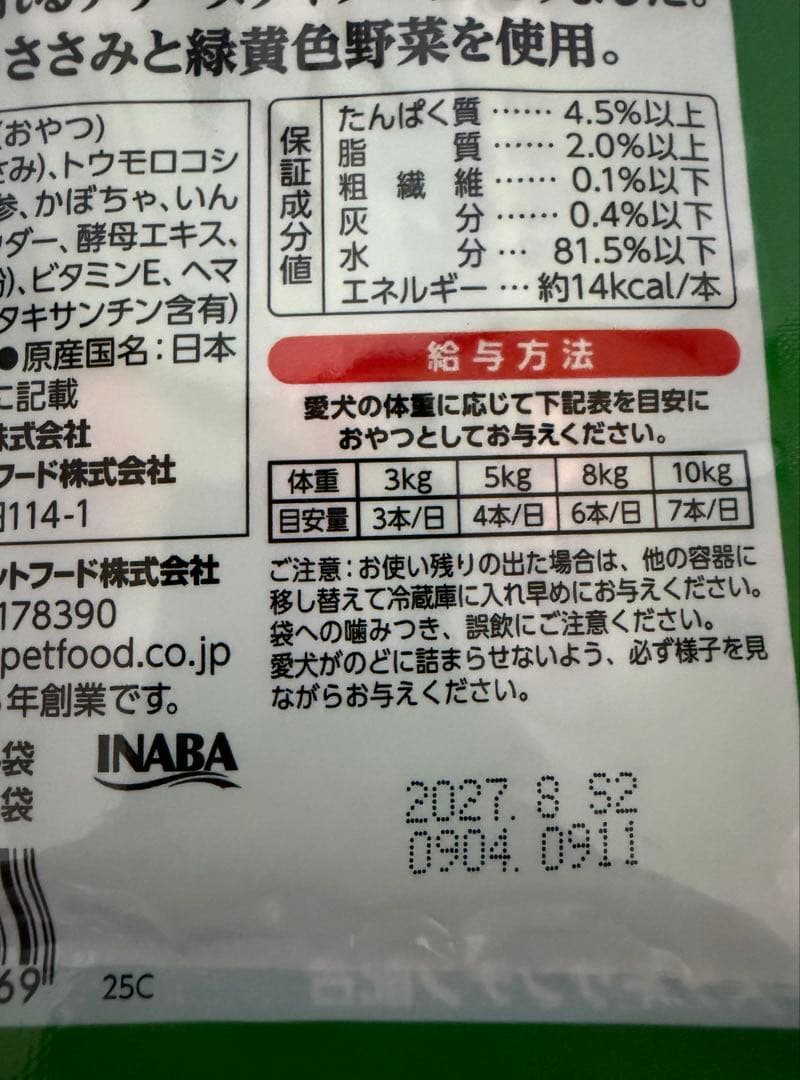 ささみと緑黄色野菜を使用。
(おやつ)
さみ)、トウモロコシ
参、かぼちゃ、いん
ダー、酵母エキス、
粉)、ビタミンE、ヘマ
タキサンチン含有)
●原産国名：日本
に記載
株式会社
フード株式会社
田114-1
ットフード株式会社
178390
petfood.co.jp
年創業です。
袋
袋
INABA
69
25C
保証成分値
たんぱく質 …… 4.5%以上
脂質 …… 2.0%以上
粗繊維 …… 0.1%以下
灰分 …… 0.4%以下
水分 … 81.5%以下
エネルギー … 約14kcal/本
給与方法
愛犬の体重に応じて下記表を目安に
おやつとしてお与えください。
体重 3kg 5kg 8kg 10kg
目安量 3本/日 4本/日 6本/日 7本/日
ご注意：お使い残りの出た場合は、他の容器に
移し替えて冷蔵庫に入れ早めにお与えください。
袋への噛みつき、誤飲にご注意ください。
愛犬がのどに詰まらせないよう、必ず様子を見
ながらお与えください。
2027. 8 S2
0904. 0911